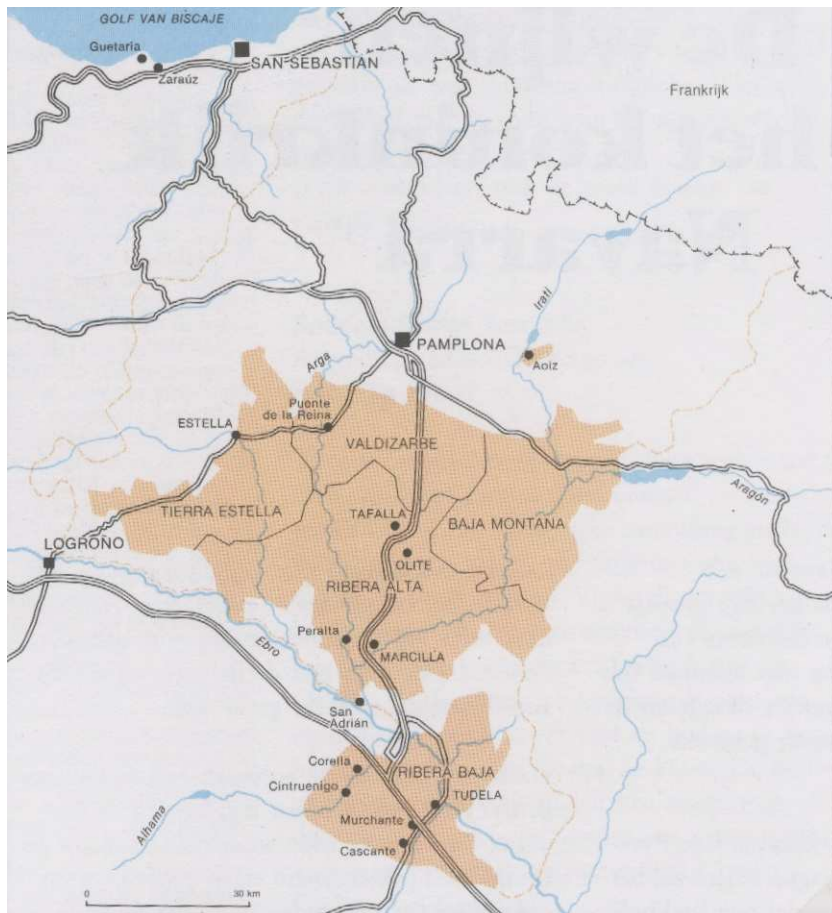 GOLF VAN BISCAJE
Guetaria
SAN SEBASTIAN
Zaraúz
Frankrijk
Irati
PAMPLONA
Arga
Aoiz
Puente
de la Reina
ESTELLA
VALDIZARBE
Aragón
TIERRA ESTELLA
TAFALLA
BAJA MONTANA
LOGROÑO
OLITE
RIBERA ALTA
Ebro
Peralta
MARCILLA
San
Adrián
Corella
RIBERA BAJA
Cintruenigo
TUDELA
Alhama
Murchante
Cascante
0 30 km